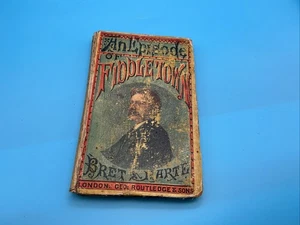 An Episode
OF
FIDDLETOWN
BRET HARTE
LONDON: GEO ROUTLEDGE & SONS